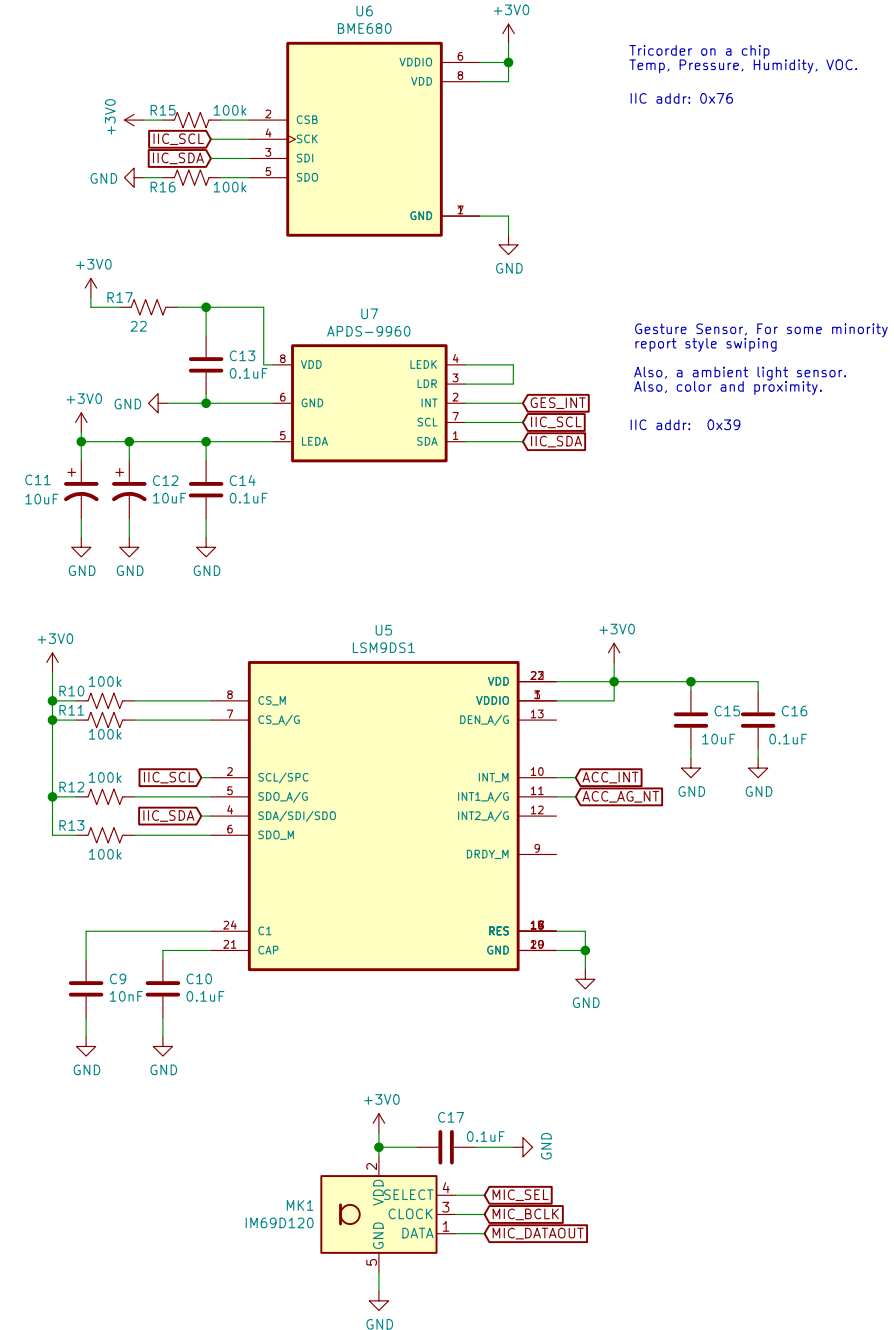 U6
BME680
+3V0
VDDIO 6
VDD 8
Tricorder on a chip
Temp, Pressure, Humidity, VOC.
IIC addr: 0x76
+3V0 R15 100k 2 CSB
IIC_SCL 4 SCK
IIC_SDA 3 SDI
GND R16 100k 5 SDO
GND
GND
+3V0
R17
22
U7
APDS-9960
C13
0.1uF
8 VDD
LEDK 4
LDR 3
GND 6 GND
INT 2 GES_INT
SCL 7 IIC_SCL
+3V0
5 LEDA
SDA 1 IIC_SDA
Gesture Sensor, For some minority
report style swiping
Also, a ambient light sensor.
Also, color and proximity.
IIC addr: 0x39
C11
10uF
+
C12
10uF
+
C14
0.1uF
GND GND GND
U5
LSM9DS1
+3V0
+3V0
R10 100k 8 CS_M
R11 100k 7 CS_A/G
IIC_SCL 2 SCL/SPC
R12 100k 5 SDO_A/G
IIC_SDA 4 SDA/SDI/SDO
R13 100k 6 SDO_M
24 C1
21 CAP
VDD
VDDIO
DEN_A/G 13
INT_M 10 ACC_INT
INT1_A/G 11 ACC_AG_NT
INT2_A/G 12
DRDY_M 9
RES
GND
C15
10uF
C16
0.1uF
GND GND
GND
C9
10nF
C10
0.1uF
GND GND
+3V0
C17
0.1uF
GND
MK1
IM69D120
2 VDD
SELECT 4 MIC_SEL
CLOCK 3 MIC_BCLK
DATA 1 MIC_DATAOUT
GND 5
GND